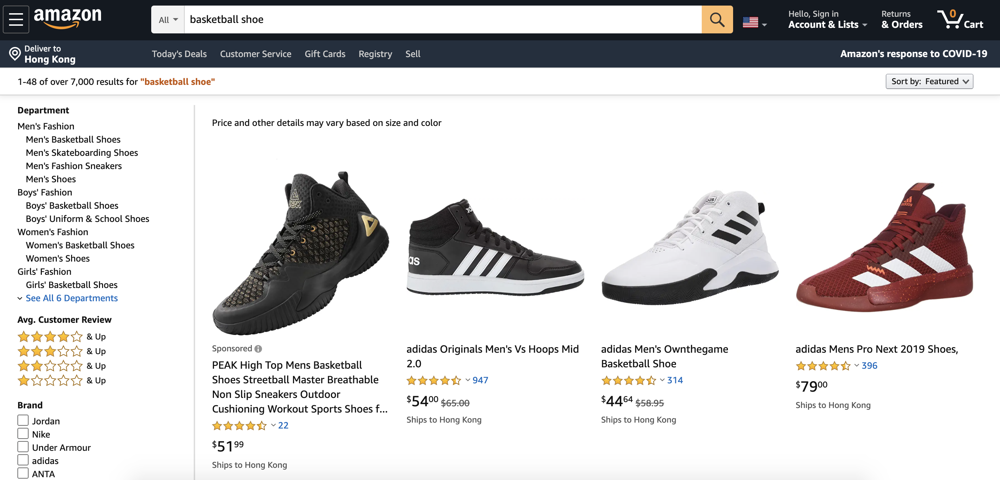 amazon
All
basketball shoe
Hello, Sign in
Account & Lists
Returns
& Orders
0
Cart
Deliver to
Hong Kong
Today's Deals
Customer Service
Gift Cards
Registry
Sell
Amazon's response to COVID-19
1-48 of over 7,000 results for "basketball shoe"
Sort by: Featured
Department
Men's Fashion
Men's Basketball Shoes
Men's Skateboarding Shoes
Men's Fashion Sneakers
Men's Shoes
Boys' Fashion
Boys' Basketball Shoes
Boys' Uniform & School Shoes
Women's Fashion
Women's Basketball Shoes
Women's Shoes
Girls' Fashion
Girls' Basketball Shoes
See All 6 Departments
Avg. Customer Review
& Up
& Up
& Up
& Up
Brand
Jordan
Nike
Under Armour
adidas
ANTA
Price and other details may vary based on size and color
PEAK
Sponsored
PEAK High Top Mens Basketball
Shoes Streetball Master Breathable
Non Slip Sneakers Outdoor
Cushioning Workout Sports Shoes f...
22
$51 99
Ships to Hong Kong
as
adidas Originals Men's Vs Hoops Mid
2.0
947
$54 00 $65.00
Ships to Hong Kong
adidas Men's Ownthegame
Basketball Shoe
314
$44 64 $58.95
Ships to Hong Kong
adidas
adidas Mens Pro Next 2019 Shoes,
396
$79 00
Ships to Hong Kong